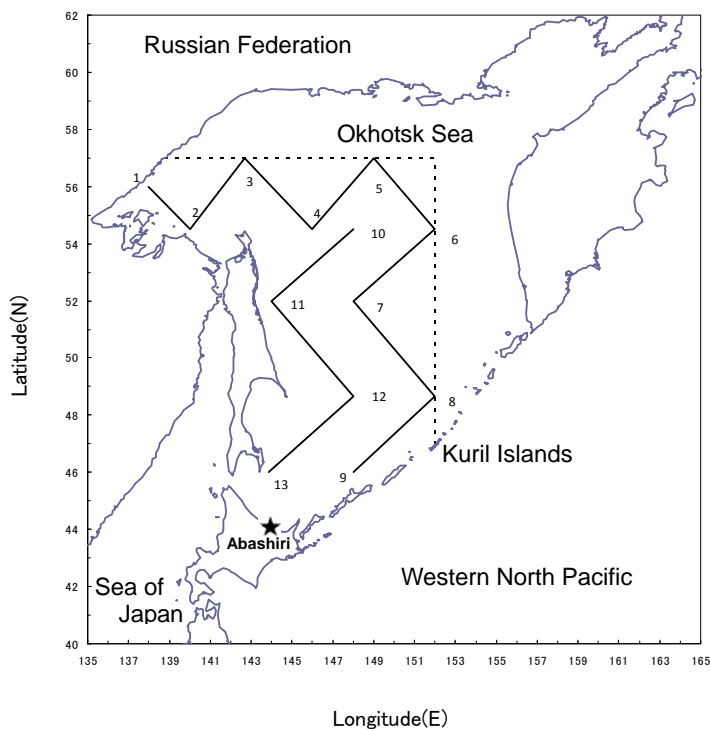 Russian Federation
Okhotsk Sea
1
2
3
4
5
6
7
8
9
10
11
12
13
Kuril Islands
Abashiri
Western North Pacific
Sea of
Japan
Latitude(N)
62
60
58
56
54
52
50
48
46
44
42
40
135 137 139 141 143 145 147 149 151 153 155 157 159 161 163 165
Longitude(E)